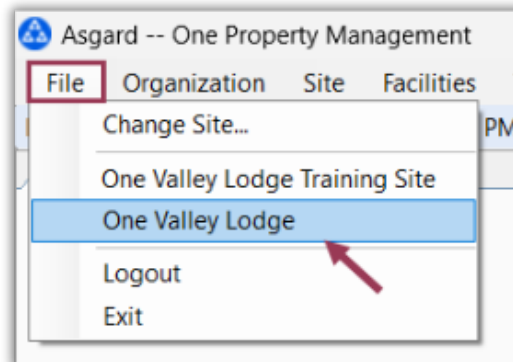 Asgard -- One Property Management
File Organization Site Facilities
Change Site...
PM
One Valley Lodge Training Site
One Valley Lodge
Logout
Exit